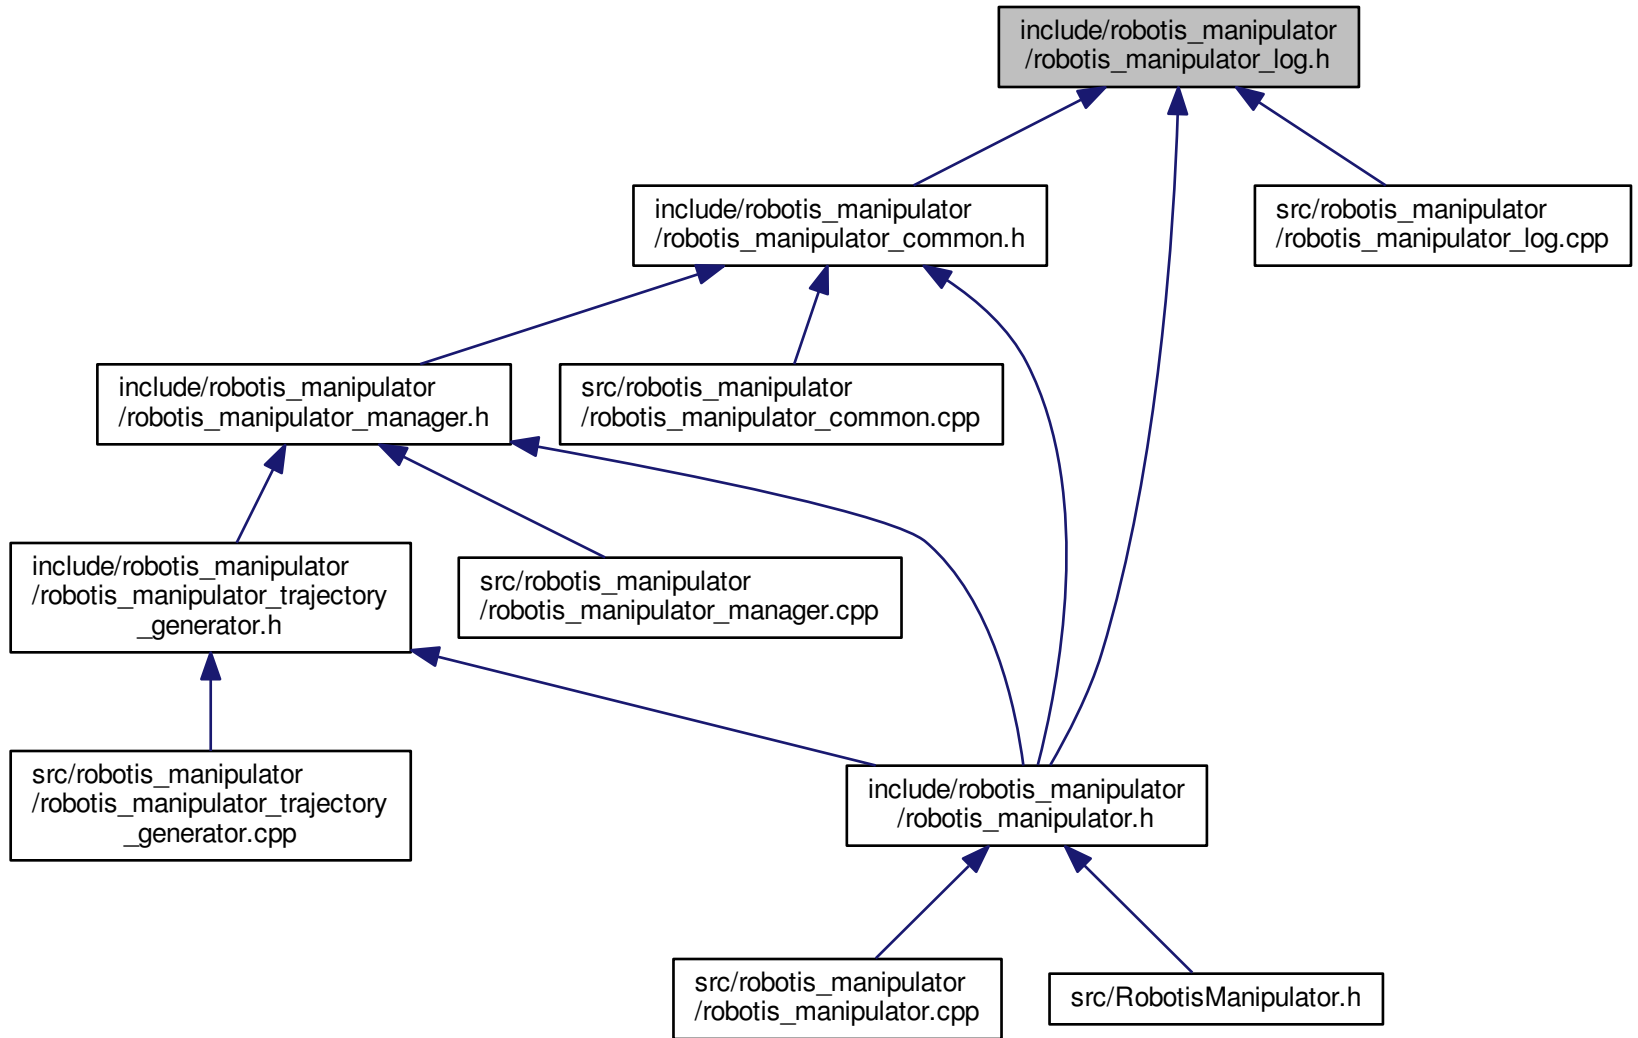 include/robotis_manipulator
/robotis_manipulator_log.h
include/robotis_manipulator
/robotis_manipulator_common.h
src/robotis_manipulator
/robotis_manipulator_log.cpp
include/robotis_manipulator
/robotis_manipulator_manager.h
src/robotis_manipulator
/robotis_manipulator_common.cpp
include/robotis_manipulator
/robotis_manipulator_trajectory
_generator.h
src/robotis_manipulator
/robotis_manipulator_manager.cpp
src/robotis_manipulator
/robotis_manipulator_trajectory
_generator.cpp
include/robotis_manipulator
/robotis_manipulator.h
src/robotis_manipulator
/robotis_manipulator.cpp
src/RobotisManipulator.h